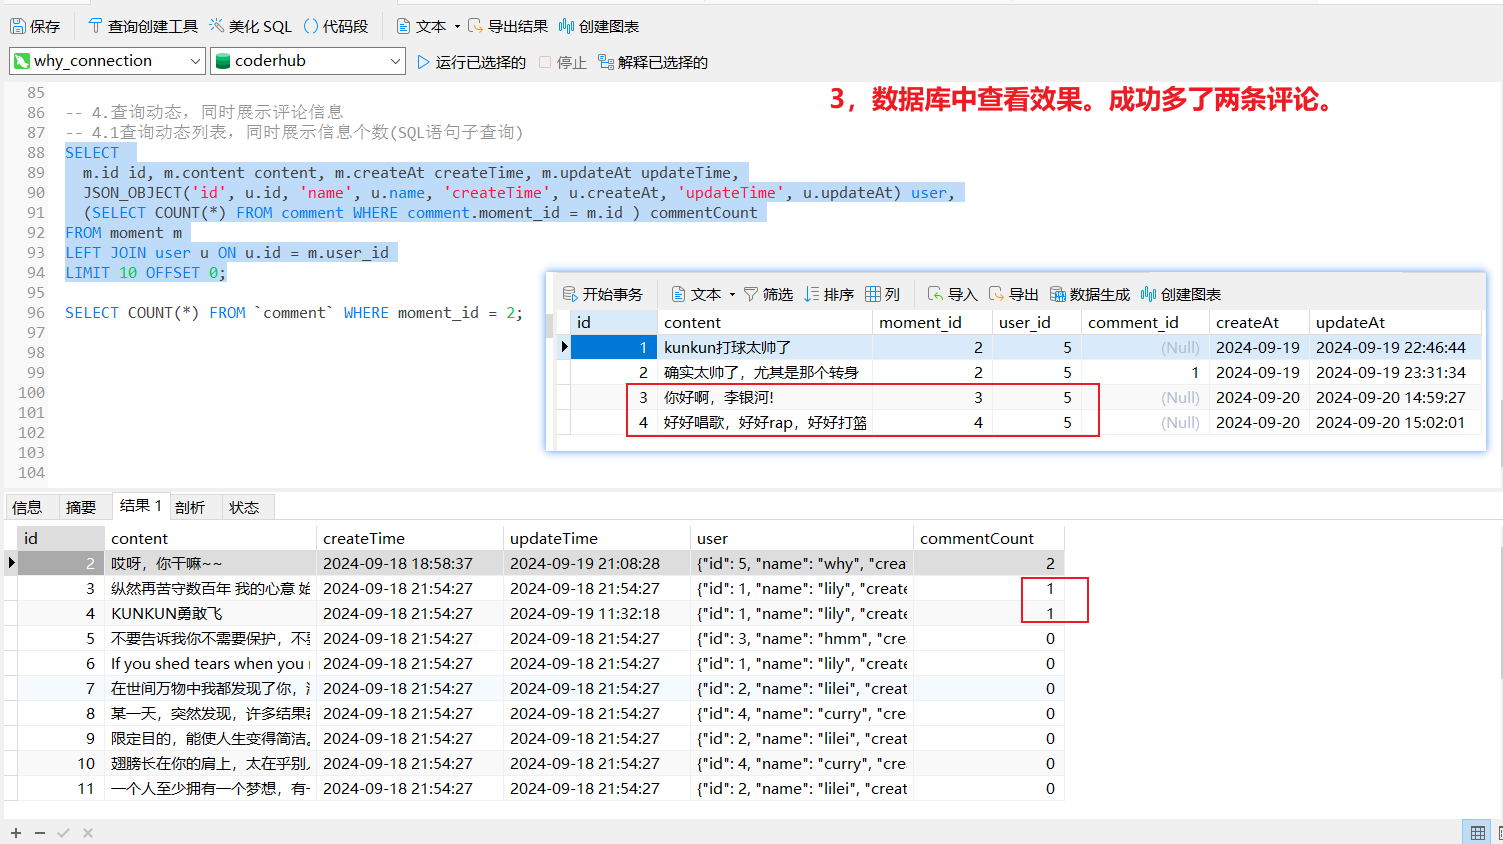 保存 查询创建工具 美化 SQL () 代码段 文本 导出结果 创建图表
why_connection coderhub 运行已选择的 停止 解释已选择的
3，数据库中查看效果。成功多了两条评论。
85
86 -- 4.查询动态，同时展示评论信息
87 -- 4.1查询动态列表，同时展示信息个数(SQL语句子查询)
88 SELECT
89 m.id id, m.content content, m.createAt createTime, m.updateAt updateTime,
90 JSON_OBJECT('id', u.id, 'name', u.name, 'createTime', u.createAt, 'updateTime', u.updateAt) user,
91 (SELECT COUNT(*) FROM comment WHERE comment.moment_id = m.id ) commentCount
92 FROM moment m
93 LEFT JOIN user u ON u.id = m.user_id
94 LIMIT 10 OFFSET 0;
95
96 SELECT COUNT(*) FROM `comment` WHERE moment_id = 2;
97
98
99
100
101
102
103
104
开始事务 文本 筛选 排序 列 导入 导出 数据生成 创建图表
id content moment_id user_id comment_id createAt updateAt
1 kunkun打球太帅了 2 5 (Null) 2024-09-19 2024-09-19 22:46:44
2 确实太帅了，尤其是那个转身 2 5 1 2024-09-19 2024-09-19 23:31:34
3 你好啊，李银河! 3 5 (Null) 2024-09-20 2024-09-20 14:59:27
4 好好唱歌，好好rap，好好打篮 4 5 (Null) 2024-09-20 2024-09-20 15:02:01
信息 摘要 结果 1 剖析 状态
id content createTime updateTime user commentCount
2 哎呀，你干嘛~~ 2024-09-18 18:58:37 2024-09-19 21:08:28 {"id": 5, "name": "why", "crea 2
3 纵然再苦守数百年 我的心意 始 2024-09-18 21:54:27 2024-09-18 21:54:27 {"id": 1, "name": "lily", "create 1
4 KUNKUN勇敢飞 2024-09-18 21:54:27 2024-09-19 11:32:18 {"id": 1, "name": "lily", "create 1
5 不要告诉我你不需要保护，不要 2024-09-18 21:54:27 2024-09-18 21:54:27 {"id": 3, "name": "hmm", "cre 0
6 If you shed tears when you 2024-09-18 21:54:27 2024-09-18 21:54:27 {"id": 1, "name": "lily", "create 0
7 在世间万物中我都发现了你， 2024-09-18 21:54:27 2024-09-18 21:54:27 {"id": 2, "name": "lilei", "creat 0
8 某一天，突然发现，许多结果 2024-09-18 21:54:27 2024-09-18 21:54:27 {"id": 4, "name": "curry", "cre 0
9 限定目的，能使人生变得简洁。 2024-09-18 21:54:27 2024-09-18 21:54:27 {"id": 2, "name": "lilei", "creat 0
10 翅膀长在你的肩上，太在乎别 2024-09-18 21:54:27 2024-09-18 21:54:27 {"id": 4, "name": "curry", "cre 0
11 一个人至少拥有一个梦想，有 2024-09-18 21:54:27 2024-09-18 21:54:27 {"id": 2, "name": "lilei", "creat 0